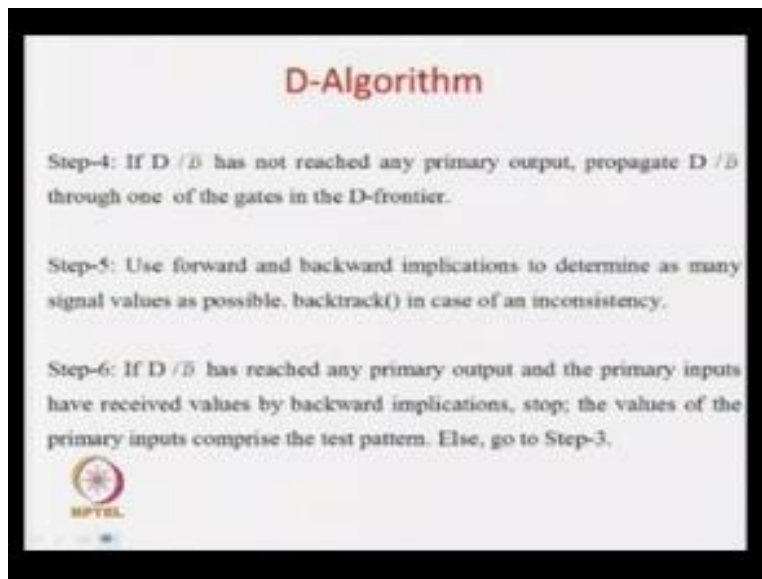 D-Algorithm
Step-4: If D / D̅ has not reached any primary output, propagate D / D̅
through one of the gates in the D-frontier.
Step-5: Use forward and backward implications to determine as many
signal values as possible. backtrack() in case of an inconsistency.
Step-6: If D / D̅ has reached any primary output and the primary inputs
have received values by backward implications, stop; the values of the
primary inputs comprise the test pattern. Else, go to Step-3.
NPTEL